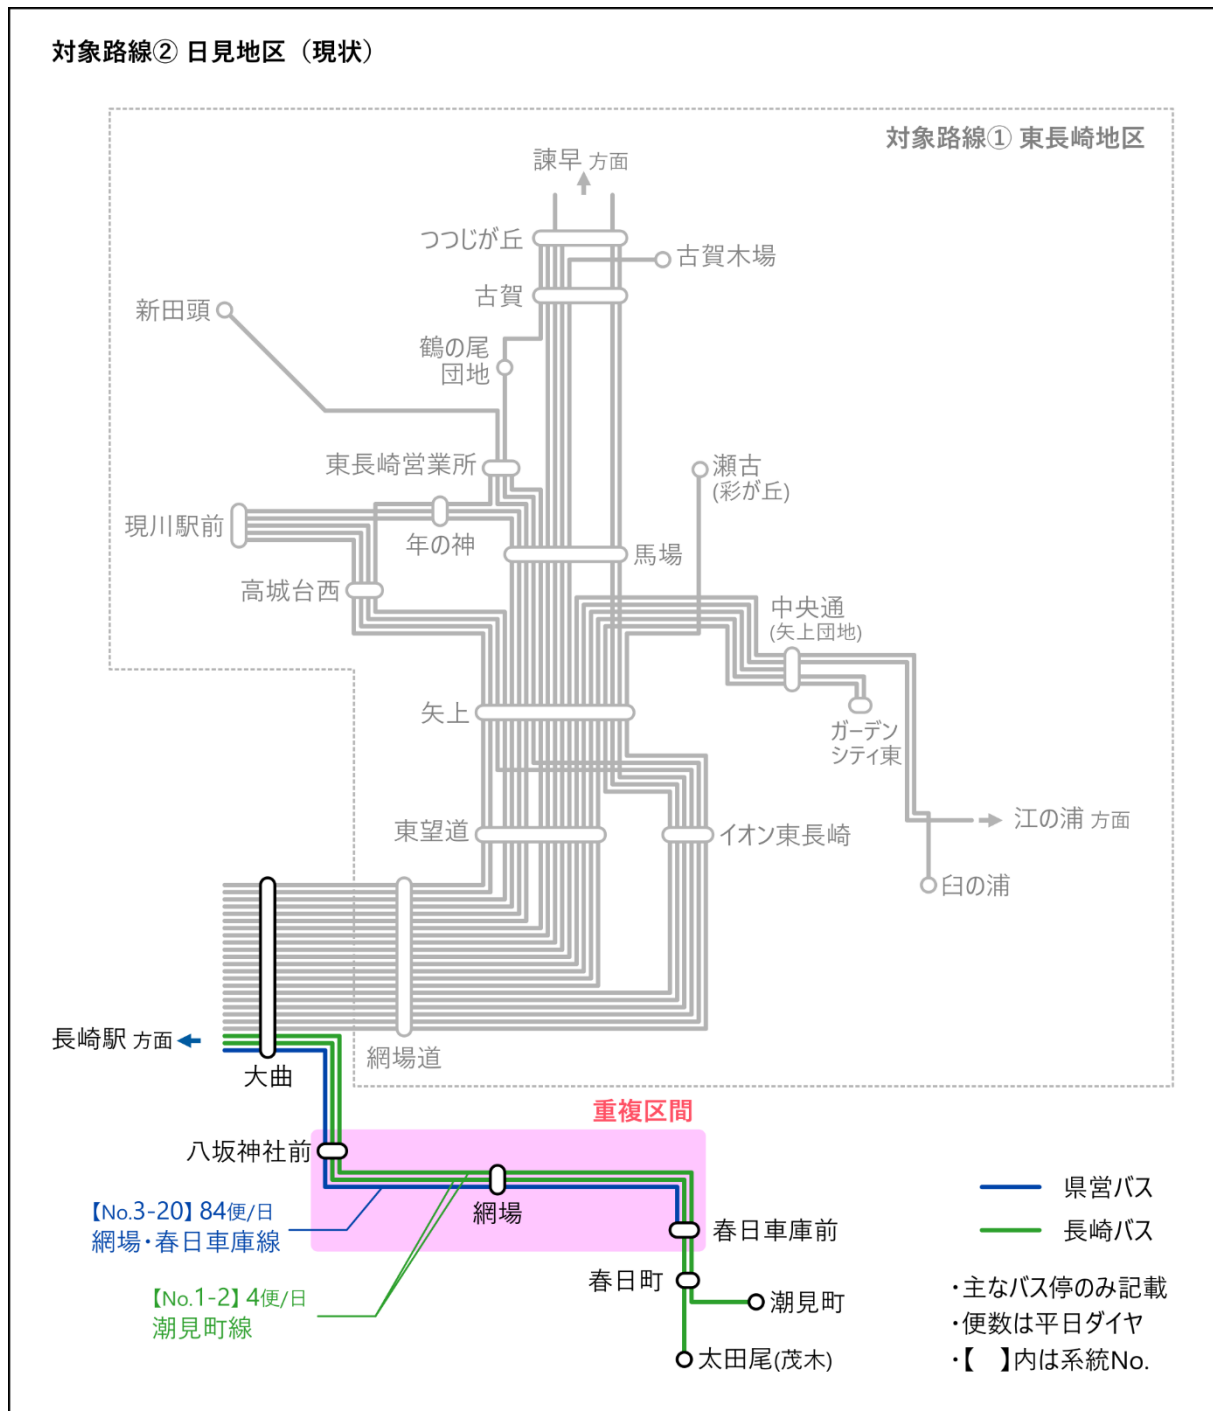 対象路線② 日見地区（現状）
対象路線① 東長崎地区
諫早 方面
つつじが丘
古賀木場
古賀
新田頭
鶴の尾
団地
東長崎営業所
瀬古
(彩が丘)
現川駅前
年の神
馬場
高城台西
中央通
(矢上団地)
矢上
ガーデン
シティ東
東望道
イオン東長崎
江の浦 方面
臼の浦
長崎駅 方面
網場道
大曲
重複区間
八坂神社前
網場
【No.3-20】84便/日
網場・春日車庫線
春日車庫前
春日町
【No.1-2】4便/日
潮見町線
潮見町
太田尾(茂木)
県営バス
長崎バス
・主なバス停のみ記載
・便数は平日ダイヤ
・【　】内は系統No.